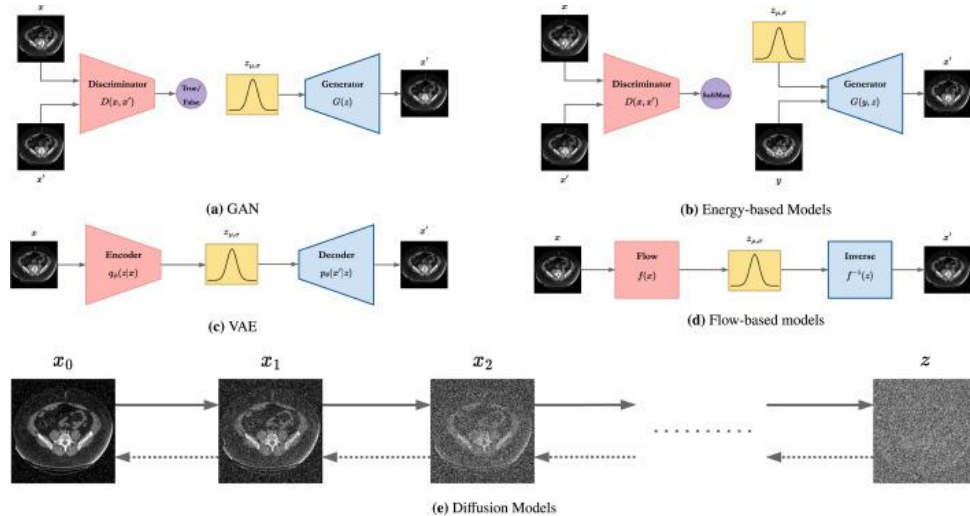 x
Discriminator
D(x, x')
True/
False
x'
z_{μ,σ}
Generator
G(z)
x'
(a) GAN
x
Discriminator
D(x, x')
SoftMax
x'
z_{μ,σ}
Generator
G(y, z)
x'
y
(b) Energy-based Models
x
Encoder
q_φ(z|x)
z_{μ,σ}
Decoder
p_θ(x'|z)
x'
(c) VAE
x
Flow
f(x)
z_{μ,σ}
Inverse
f^{-1}(z)
x'
(d) Flow-based models
x_0
x_1
x_2
z
(e) Diffusion Models